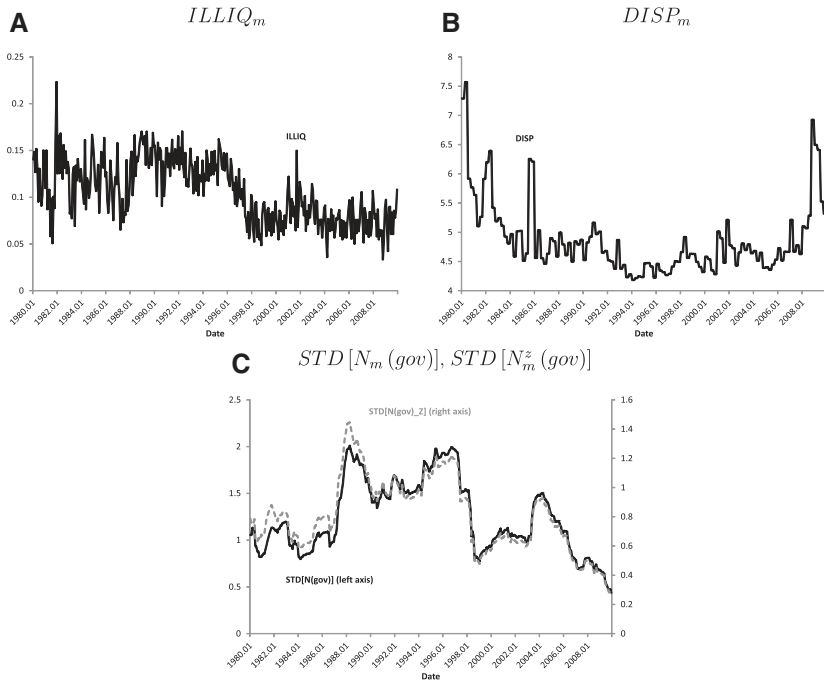 A
ILLIQ_m
0.25
0.2
0.15
0.1
0.05
0
ILLIQ
1980.01 1982.01 1984.01 1986.01 1988.01 1990.01 1992.01 1994.01 1996.01 1998.01 2000.01 2002.01 2004.01 2006.01 2008.01
Date
B
DISP_m
8
7.5
7
6.5
6
5.5
5
4.5
4
DISP
1980.01 1982.01 1984.01 1986.01 1988.01 1990.01 1992.01 1994.01 1996.01 1998.01 2000.01 2002.01 2004.01 2006.01 2008.01
Date
C
STD [N_m (gov)], STD [N_m^z (gov)]
2.5
2
1.5
1
0.5
0
STD[N(gov)_Z] (right axis)
STD[N(gov)] (left axis)
1.6
1.4
1.2
1
0.8
0.6
0.4
0.2
0
1980.01 1982.01 1984.01 1986.01 1988.01 1990.01 1992.01 1994.01 1996.01 1998.01 2000.01 2002.01 2004.01 2006.01 2008.01
Date